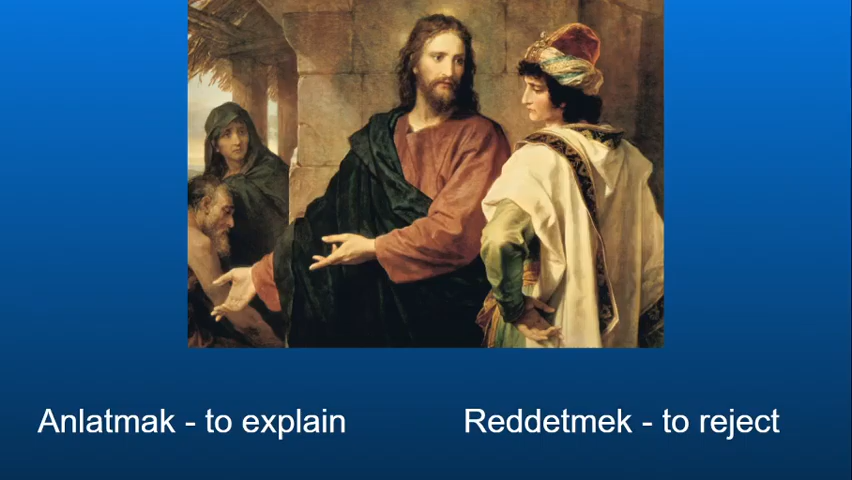 Anlatmak - to explain
Reddetmek - to reject